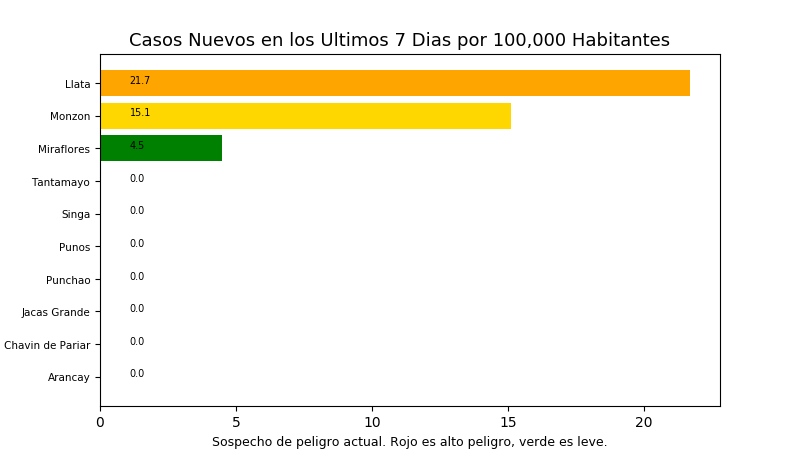 Casos Nuevos en los Ultimos 7 Dias por 100,000 Habitantes
Llata 21.7
Monzon 15.1
Miraflores 4.5
Tantamayo 0.0
Singa 0.0
Punos 0.0
Punchao 0.0
Jacas Grande 0.0
Chavin de Pariar 0.0
Arancay 0.0
0 5 10 15 20
Sospecho de peligro actual. Rojo es alto peligro, verde es leve.